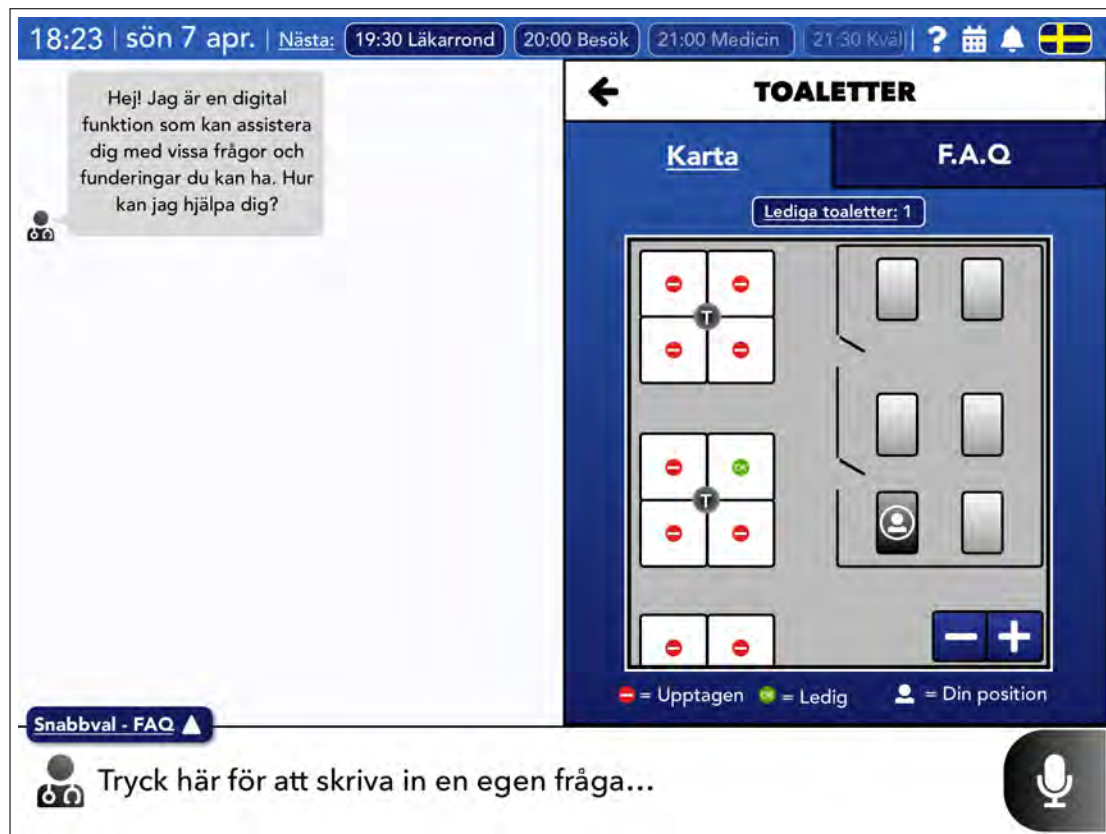 18:23 | sön 7 apr. | Nästa: 19:30 Läkarrond 20:00 Besök 21:00 Medicin 21:30 Kväl ?
Hej! Jag är en digital
funktion som kan assistera
dig med vissa frågor och
funderingar du kan ha. Hur
kan jag hjälpa dig?
TOALETTER
Karta F.A.Q
Lediga toaletter: 1
T
OK
T
= Upptagen OK = Ledig = Din position
Snabbval - FAQ
Tryck här för att skriva in en egen fråga...